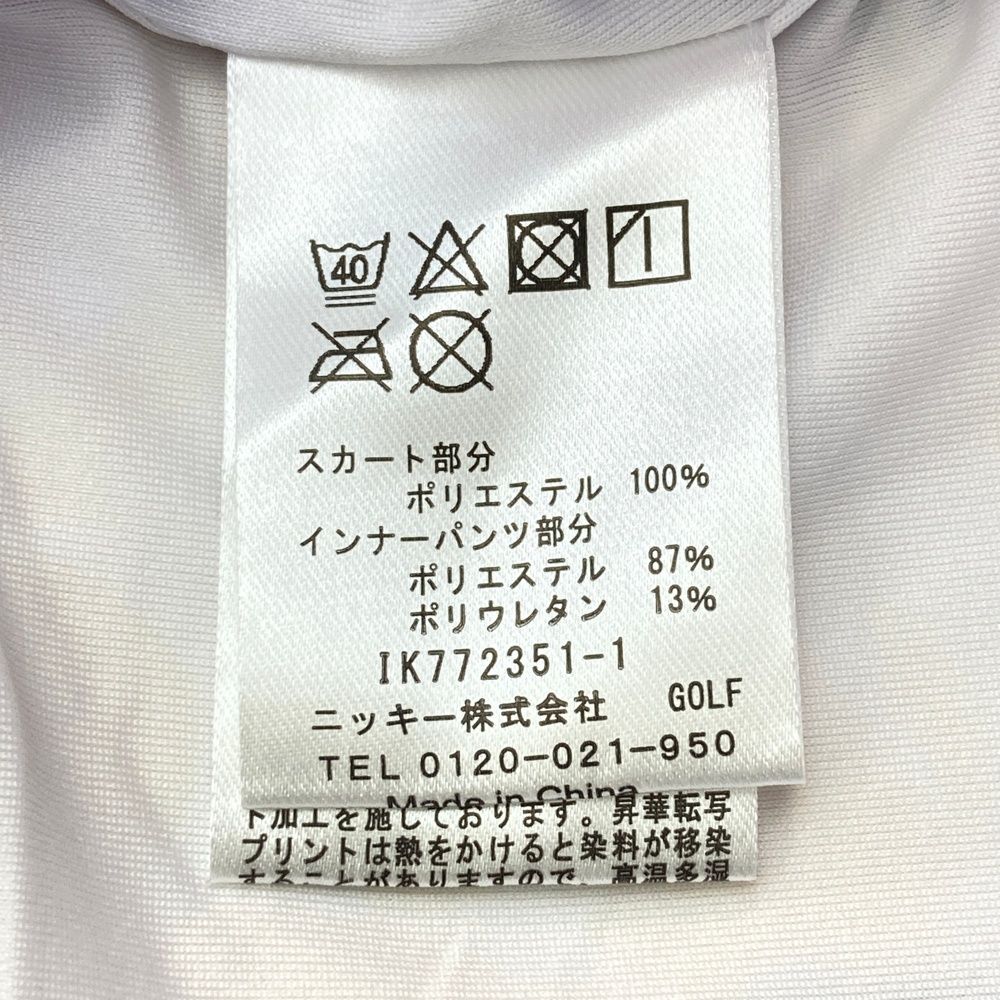 40
スカート部分
ポリエステル 100%
インナーパンツ部分
ポリエステル 87%
ポリウレタン 13%
IK772351-1
ニッキー株式会社 GOLF
TEL 0120-021-950
Made in China
ト加工を施しております。昇華転写
プリントは熱をかけると染料が移染
することがありますので、高温多湿